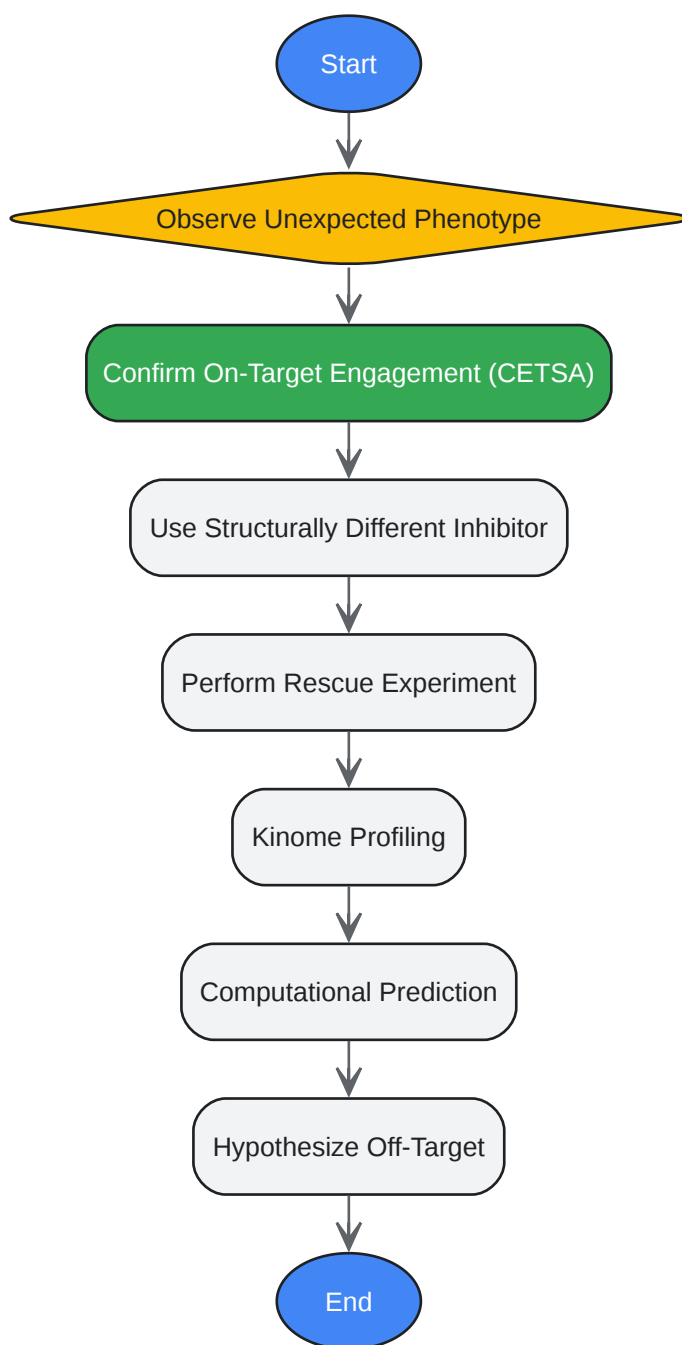 Start
Observe Unexpected Phenotype
Confirm On-Target Engagement (CETSA)
Use Structurally Different Inhibitor
Perform Rescue Experiment
Kinome Profiling
Computational Prediction
Hypothesize Off-Target
End